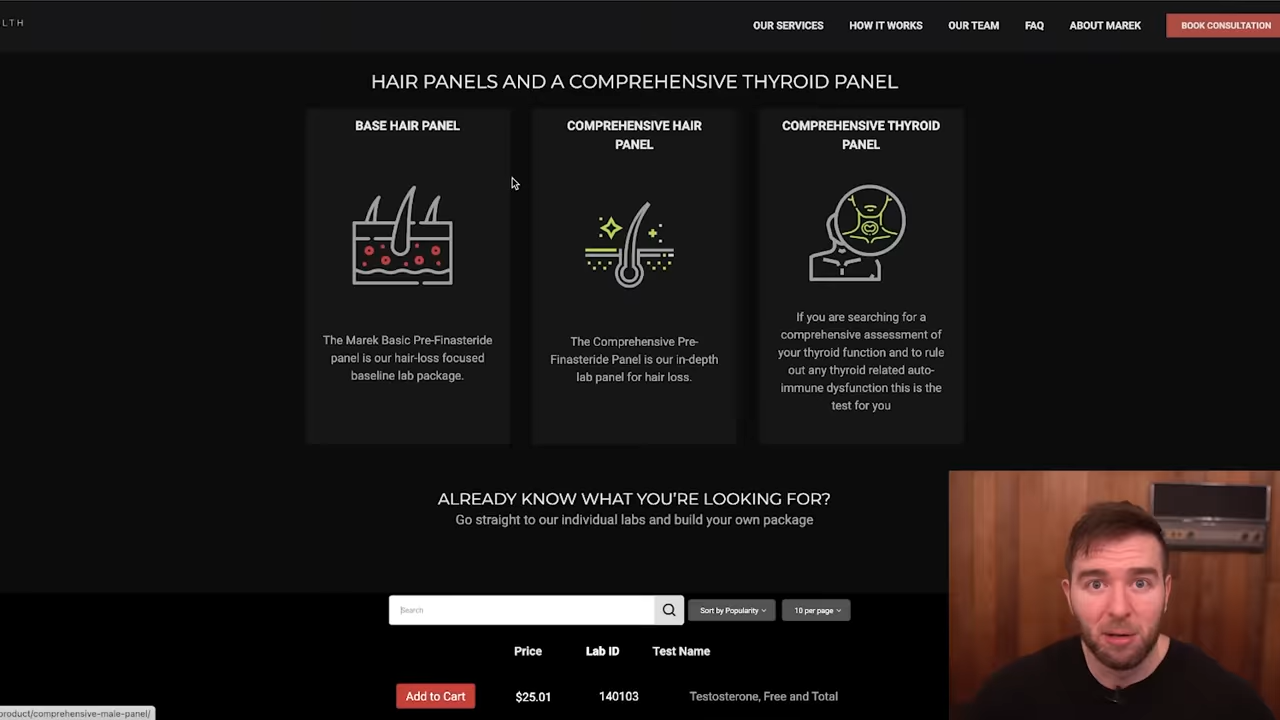 LTH
OUR SERVICES
HOW IT WORKS
OUR TEAM
FAQ
ABOUT MAREK
BOOK CONSULTATION
HAIR PANELS AND A COMPREHENSIVE THYROID PANEL
BASE HAIR PANEL
The Marek Basic Pre-Finasteride
panel is our hair-loss focused
baseline lab package.
COMPREHENSIVE HAIR
PANEL
The Comprehensive Pre-
Finasteride Panel is our in-depth
lab panel for hair loss.
COMPREHENSIVE THYROID
PANEL
If you are searching for a
comprehensive assessment of
your thyroid function and to rule
out any thyroid related auto-
immune dysfunction this is the
test for you
ALREADY KNOW WHAT YOU'RE LOOKING FOR?
Go straight to our individual labs and build your own package
Search
Sort by Popularity
10 per page
Price
Lab ID
Test Name
Add to Cart
$25.01
140103
Testosterone, Free and Total
product/comprehensive-male-panel/